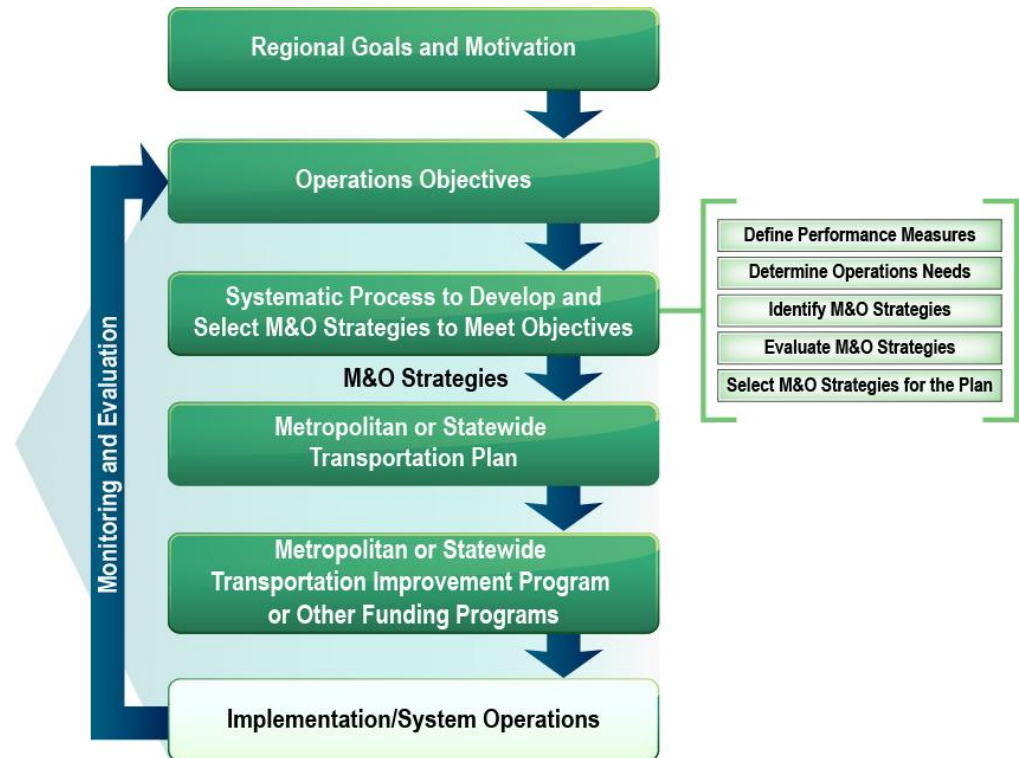 Regional Goals and Motivation
Operations Objectives
Systematic Process to Develop and
Select M&O Strategies to Meet Objectives
Define Performance Measures
Determine Operations Needs
Identify M&O Strategies
Evaluate M&O Strategies
Select M&O Strategies for the Plan
M&O Strategies
Metropolitan or Statewide
Transportation Plan
Metropolitan or Statewide
Transportation Improvement Program
or Other Funding Programs
Implementation/System Operations
Monitoring and Evaluation